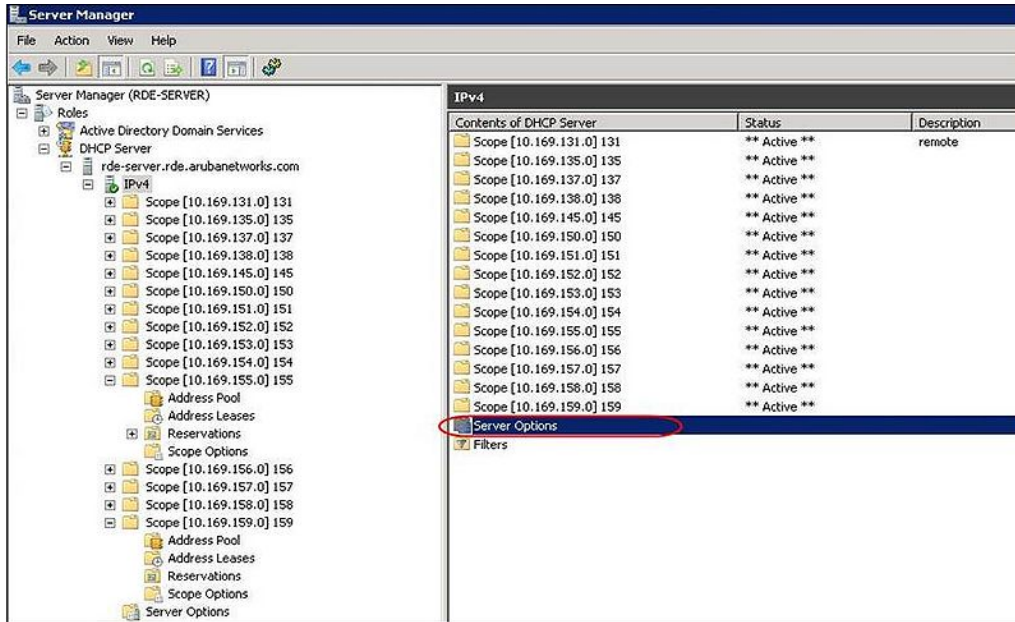 Server Manager
File Action View Help
Server Manager (RDE-SERVER)
Roles
Active Directory Domain Services
DHCP Server
rde-server.rde.arubanetworks.com
IPv4
Scope [10.169.131.0] 131
Scope [10.169.135.0] 135
Scope [10.169.137.0] 137
Scope [10.169.138.0] 138
Scope [10.169.145.0] 145
Scope [10.169.150.0] 150
Scope [10.169.151.0] 151
Scope [10.169.152.0] 152
Scope [10.169.153.0] 153
Scope [10.169.154.0] 154
Scope [10.169.155.0] 155
Address Pool
Address Leases
Reservations
Scope Options
Scope [10.169.156.0] 156
Scope [10.169.157.0] 157
Scope [10.169.158.0] 158
Scope [10.169.159.0] 159
Address Pool
Address Leases
Reservations
Scope Options
Server Options
IPv4
Contents of DHCP Server Status Description
Scope [10.169.131.0] 131 ** Active ** remote
Scope [10.169.135.0] 135 ** Active **
Scope [10.169.137.0] 137 ** Active **
Scope [10.169.138.0] 138 ** Active **
Scope [10.169.145.0] 145 ** Active **
Scope [10.169.150.0] 150 ** Active **
Scope [10.169.151.0] 151 ** Active **
Scope [10.169.152.0] 152 ** Active **
Scope [10.169.153.0] 153 ** Active **
Scope [10.169.154.0] 154 ** Active **
Scope [10.169.155.0] 155 ** Active **
Scope [10.169.156.0] 156 ** Active **
Scope [10.169.157.0] 157 ** Active **
Scope [10.169.158.0] 158 ** Active **
Scope [10.169.159.0] 159 ** Active **
Server Options
Filters